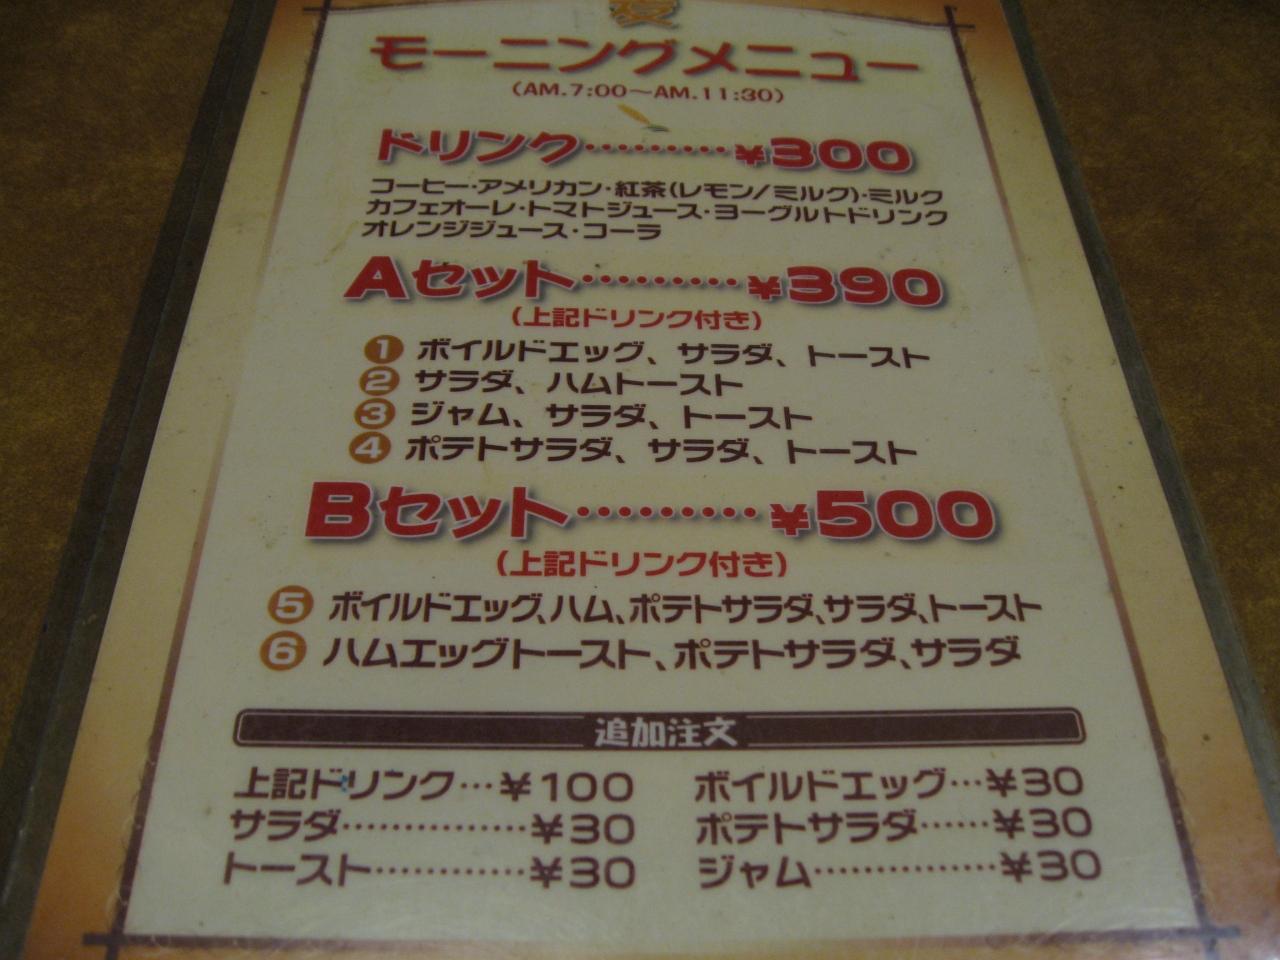 モーニングメニュー
(AM.7:00〜AM.11:30)
ドリンク………¥300
コーヒー・アメリカン・紅茶(レモン/ミルク)・ミルク
カフェオーレ・トマトジュース・ヨーグルトドリンク
オレンジジュース・コーラ
Aセット………¥390
(上記ドリンク付き)
❶ ボイルドエッグ、サラダ、トースト
❷ サラダ、ハムトースト
❸ ジャム、サラダ、トースト
❹ ポテトサラダ、サラダ、トースト
Bセット………¥500
(上記ドリンク付き)
❺ ボイルドエッグ、ハム、ポテトサラダ、サラダ、トースト
❻ ハムエッグトースト、ポテトサラダ、サラダ
追加注文
上記ドリンク…¥100 ボイルドエッグ…¥30
サラダ……………¥30 ポテトサラダ……¥30
トースト…………¥30 ジャム……………¥30